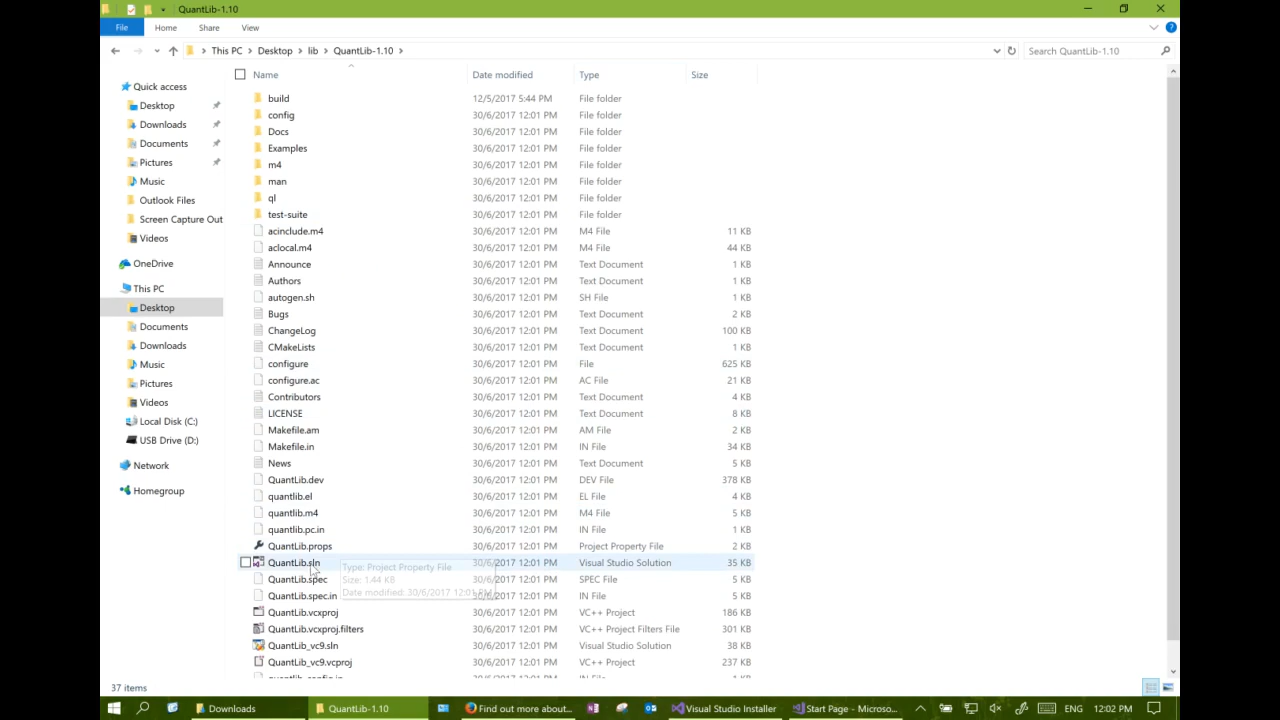 QuantLib-1.10
File Home Share View
This PC Desktop lib QuantLib-1.10 Search QuantLib-1.10
Name Date modified Type Size
Quick access
Desktop
Downloads
Documents
Pictures
Music
Outlook Files
Screen Capture Out
Videos
OneDrive
This PC
Desktop
Documents
Downloads
Music
Pictures
Videos
Local Disk (C:)
USB Drive (D:)
Network
Homegroup
build 12/5/2017 5:44 PM File folder
config 30/6/2017 12:01 PM File folder
Docs 30/6/2017 12:01 PM File folder
Examples 30/6/2017 12:01 PM File folder
m4 30/6/2017 12:01 PM File folder
man 30/6/2017 12:01 PM File folder
ql 30/6/2017 12:01 PM File folder
test-suite 30/6/2017 12:01 PM File folder
acinclude.m4 30/6/2017 12:01 PM M4 File 11 KB
aclocal.m4 30/6/2017 12:01 PM M4 File 44 KB
Announce 30/6/2017 12:01 PM Text Document 1 KB
Authors 30/6/2017 12:01 PM Text Document 1 KB
autogen.sh 30/6/2017 12:01 PM SH File 1 KB
Bugs 30/6/2017 12:01 PM Text Document 2 KB
ChangeLog 30/6/2017 12:01 PM Text Document 100 KB
CMakeLists 30/6/2017 12:01 PM Text Document 1 KB
configure 30/6/2017 12:01 PM File 625 KB
configure.ac 30/6/2017 12:01 PM AC File 21 KB
Contributors 30/6/2017 12:01 PM Text Document 4 KB
LICENSE 30/6/2017 12:01 PM Text Document 8 KB
Makefile.am 30/6/2017 12:01 PM AM File 2 KB
Makefile.in 30/6/2017 12:01 PM IN File 34 KB
News 30/6/2017 12:01 PM Text Document 5 KB
QuantLib.dev 30/6/2017 12:01 PM DEV File 378 KB
quantlib.el 30/6/2017 12:01 PM EL File 4 KB
quantlib.m4 30/6/2017 12:01 PM M4 File 5 KB
quantlib.pc.in 30/6/2017 12:01 PM IN File 1 KB
QuantLib.props 30/6/2017 12:01 PM Project Property File 2 KB
QuantLib.sln 30/6/2017 12:01 PM Visual Studio Solution 35 KB
Type: Project Property File
Size: 1.44 KB
Date modified: 30/6/2017 12:01 PM
QuantLib.spec 30/6/2017 12:01 PM SPEC File 5 KB
QuantLib.spec.in 30/6/2017 12:01 PM IN File 5 KB
QuantLib.vcxproj 30/6/2017 12:01 PM VC++ Project 186 KB
QuantLib.vcxproj.filters 30/6/2017 12:01 PM VC++ Project Filters File 301 KB
QuantLib_vc9.sln 30/6/2017 12:01 PM Visual Studio Solution 38 KB
QuantLib_vc9.vcproj 30/6/2017 12:01 PM VC++ Project 237 KB
37 items
Downloads QuantLib-1.10 Find out more about... Visual Studio Installer Start Page - Microso... 12:02 PM